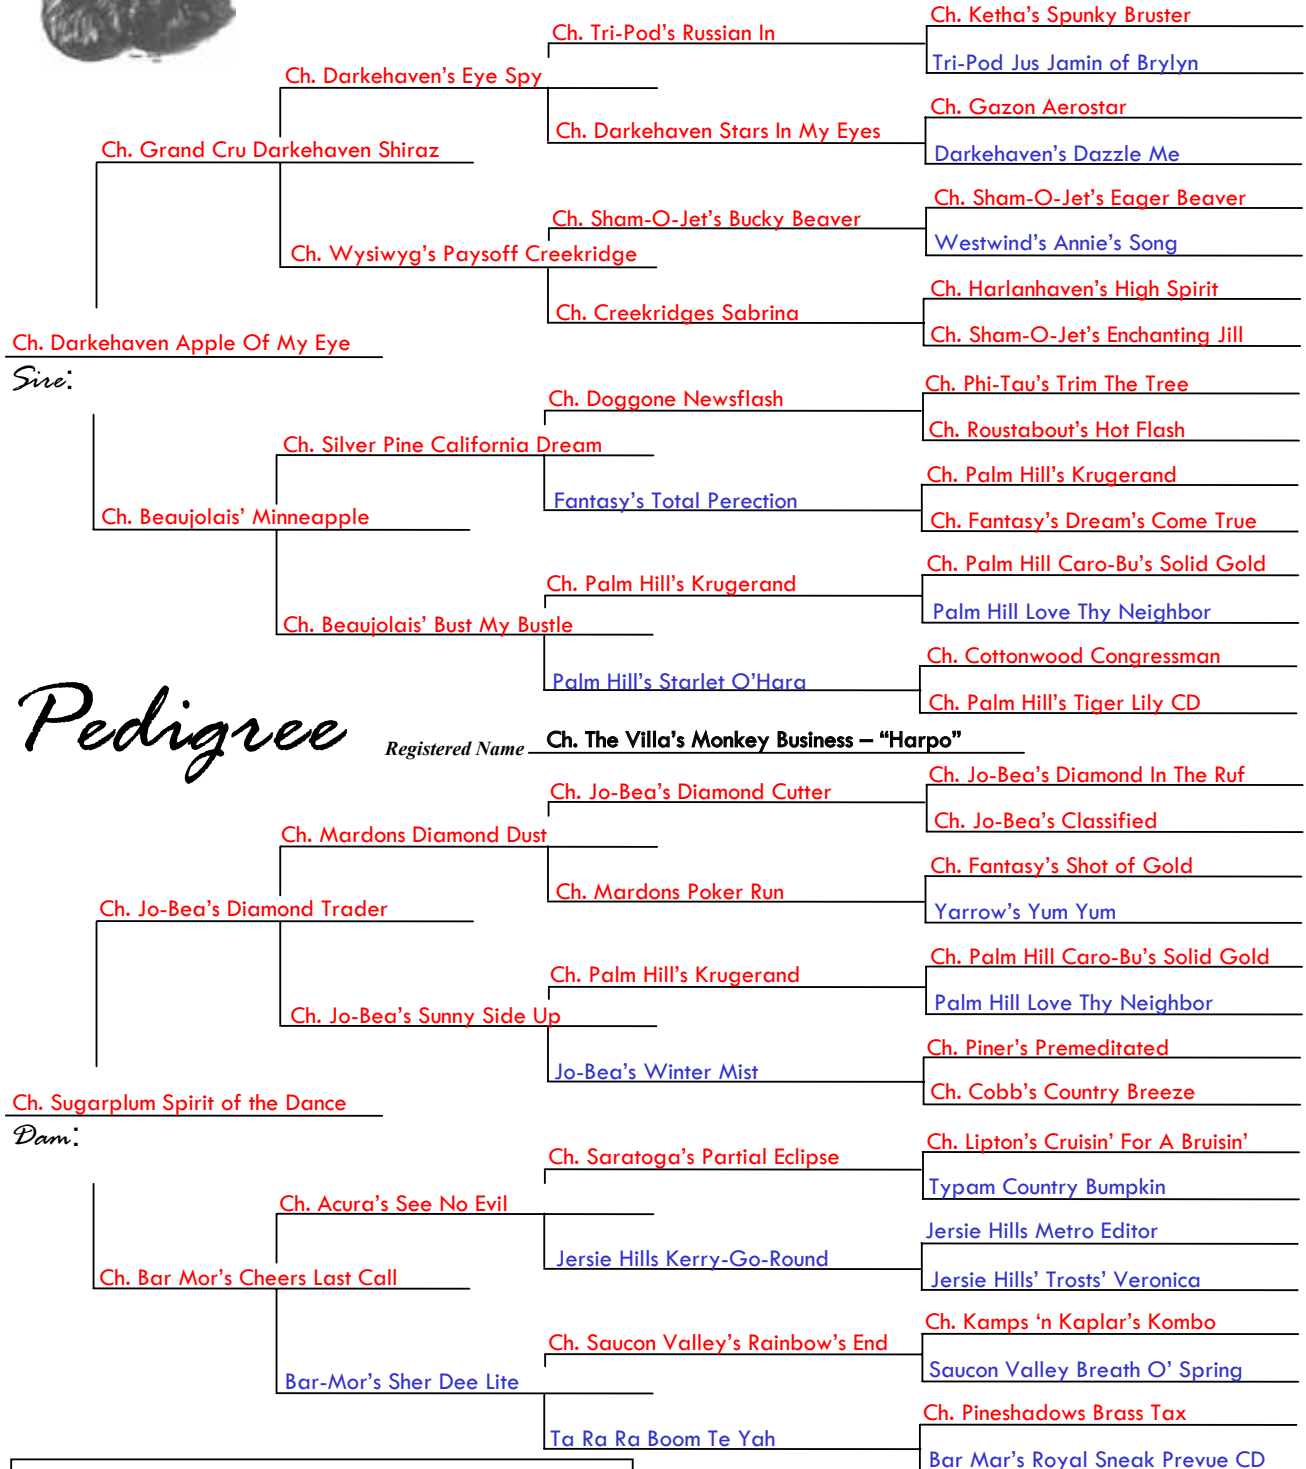 Ch. Ketha's Spunky Bruster
Ch. Tri-Pod's Russian In
Tri-Pod Jus Jamin of Brylyn
Ch. Darkehaven's Eye Spy
Ch. Gazon Aerostar
Ch. Darkehaven Stars In My Eyes
Ch. Grand Cru Darkehaven Shiraz
Darkehaven's Dazzle Me
Ch. Sham-O-Jet's Eager Beaver
Ch. Sham-O-Jet's Bucky Beaver
Westwind's Annie's Song
Ch. Wysiwyg's Paysoff Creekridge
Ch. Harlanhaven's High Spirit
Ch. Creekridges Sabrina
Ch. Sham-O-Jet's Enchanting Jill
Ch. Darkehaven Apple Of My Eye
Sire:
Ch. Phi-Tau's Trim The Tree
Ch. Doggone Newsflash
Ch. Roustabout's Hot Flash
Ch. Silver Pine California Dream
Ch. Palm Hill's Krugerand
Fantasy's Total Perection
Ch. Beaujolais' Minneapple
Ch. Fantasy's Dream's Come True
Ch. Palm Hill Caro-Bu's Solid Gold
Ch. Palm Hill's Krugerand
Palm Hill Love Thy Neighbor
Ch. Beaujolais' Bust My Bustle
Ch. Cottonwood Congressman
Palm Hill's Starlet O'Hara
Ch. Palm Hill's Tiger Lily CD
Pedigree
Registered Name Ch. The Villa's Monkey Business – "Harpo"
Ch. Jo-Bea's Diamond In The Ruf
Ch. Jo-Bea's Diamond Cutter
Ch. Jo-Bea's Classified
Ch. Mardons Diamond Dust
Ch. Fantasy's Shot of Gold
Ch. Mardons Poker Run
Ch. Jo-Bea's Diamond Trader
Yarrow's Yum Yum
Ch. Palm Hill Caro-Bu's Solid Gold
Ch. Palm Hill's Krugerand
Palm Hill Love Thy Neighbor
Ch. Jo-Bea's Sunny Side Up
Ch. Piner's Premeditated
Jo-Bea's Winter Mist
Ch. Cobb's Country Breeze
Ch. Sugarplum Spirit of the Dance
Dam:
Ch. Lipton's Cruisin' For A Bruisin'
Ch. Saratoga's Partial Eclipse
Typam Country Bumpkin
Ch. Acura's See No Evil
Jersie Hills Metro Editor
Jersie Hills Kerry-Go-Round
Ch. Bar Mor's Cheers Last Call
Jersie Hills' Trosts' Veronica
Ch. Kamps 'n Kaplar's Kombo
Ch. Saucon Valley's Rainbow's End
Saucon Valley Breath O' Spring
Bar-Mor's Sher Dee Lite
Ch. Pineshadows Brass Tax
Ta Ra Ra Boom Te Yah
Bar Mar's Royal Sneak Prevue CD